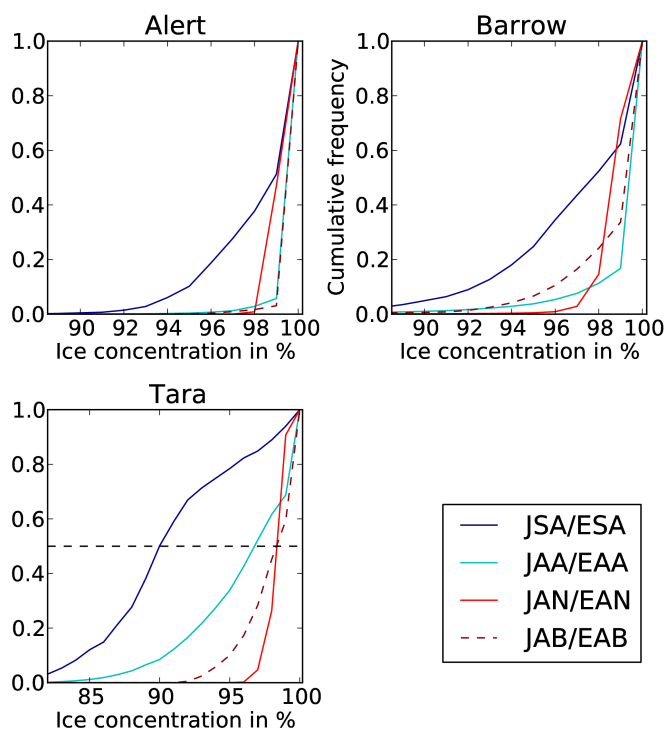 Alert
1.0
0.8
0.6
0.4
0.2
0.0
90 92 94 96 98 100
Ice concentration in %
Barrow
Cumulative frequency
1.0
0.8
0.6
0.4
0.2
0.0
90 92 94 96 98 100
Ice concentration in %
Tara
1.0
0.8
0.6
0.4
0.2
0.0
85 90 95 100
Ice concentration in %
JSA/ESA
JAA/EAA
JAN/EAN
JAB/EAB